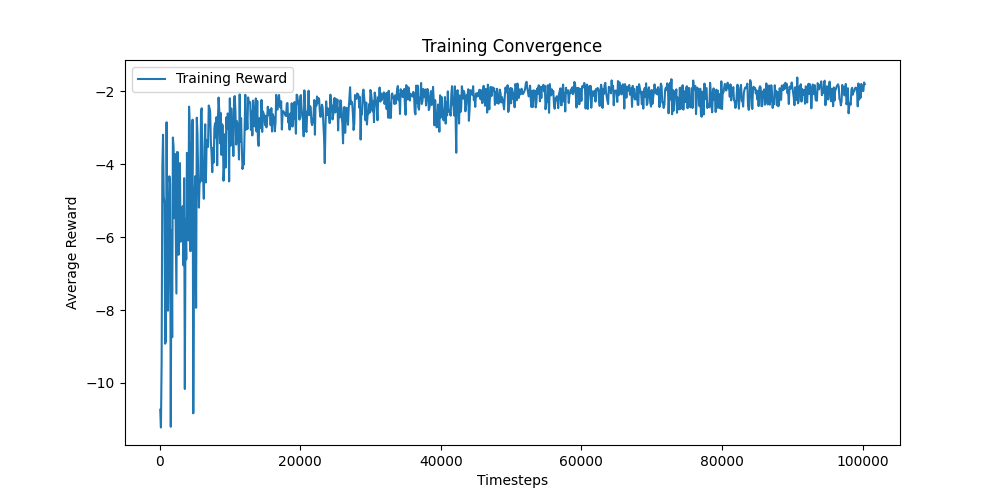 Training Convergence
Training Reward
Average Reward
−2
−4
−6
−8
−10
0 20000 40000 60000 80000 100000
Timesteps